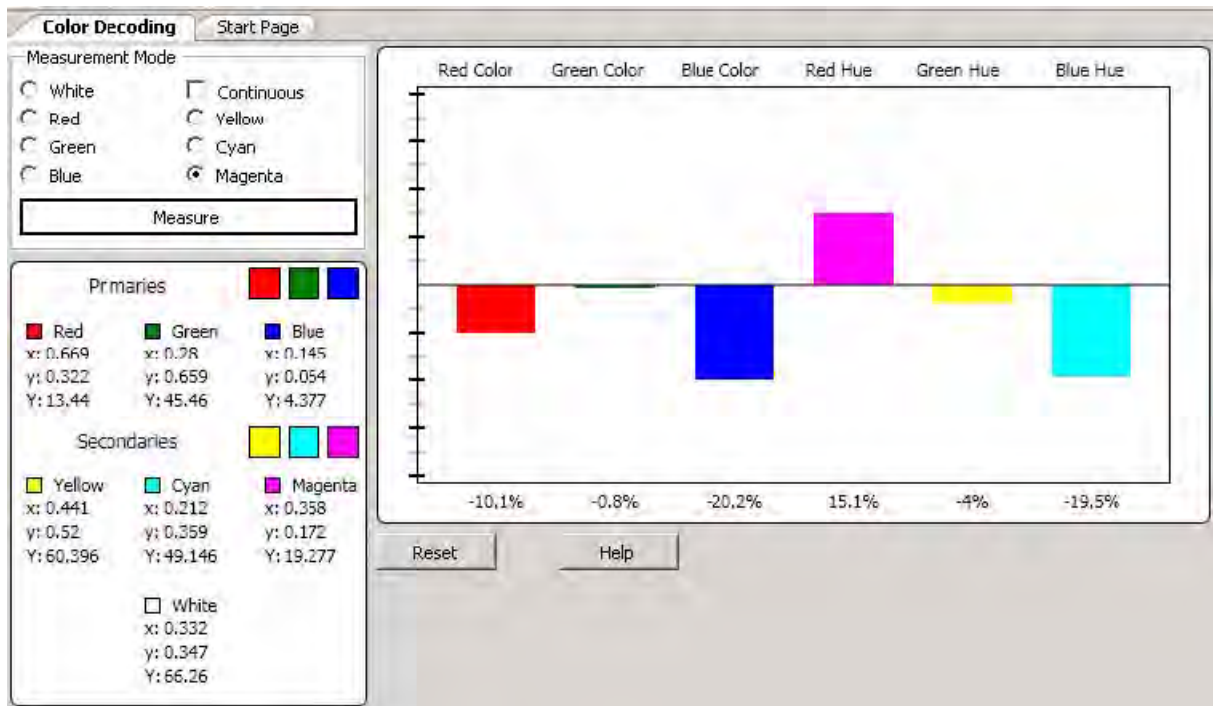 Color Decoding
Start Page
Measurement Mode
White
Continuous
Red
Yellow
Green
Cyan
Blue
Magenta
Measure
Prmaries
Red Green Blue
x: 0.669 x: 0.28 x: 0.145
y: 0.322 y: 0.659 y: 0.054
Y: 13.44 Y: 45.46 Y: 4.377
Secondaries
Yellow Cyan Magenta
x: 0.441 x: 0.212 x: 0.358
y: 0.52 y: 0.359 y: 0.172
Y: 60.396 Y: 49.146 Y: 19.277
White
x: 0.332
y: 0.347
Y: 66.26
Red Color Green Color Blue Color Red Hue Green Hue Blue Hue
-10.1% -0.8% -20.2% 15.1% -4% -19.5%
Reset
Help